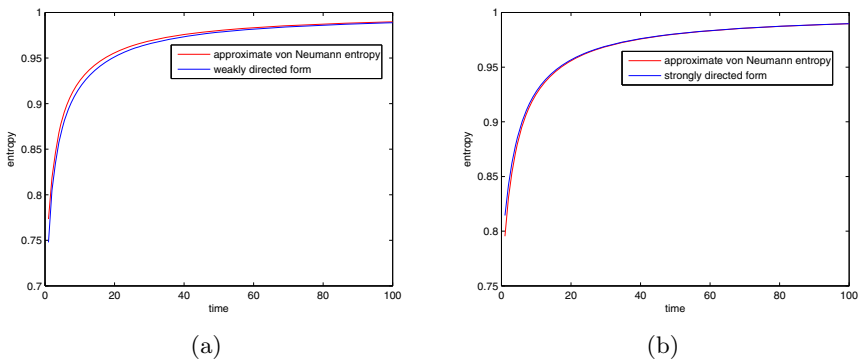 1
0.95
0.9
0.85
0.8
0.75
0.7
0
20
40
60
80
100
entropy
time
approximate von Neumann entropy
weakly directed form
(a)
1
0.95
0.9
0.85
0.8
0.75
0
20
40
60
80
100
entropy
time
approximate von Neumann entropy
strongly directed form
(b)